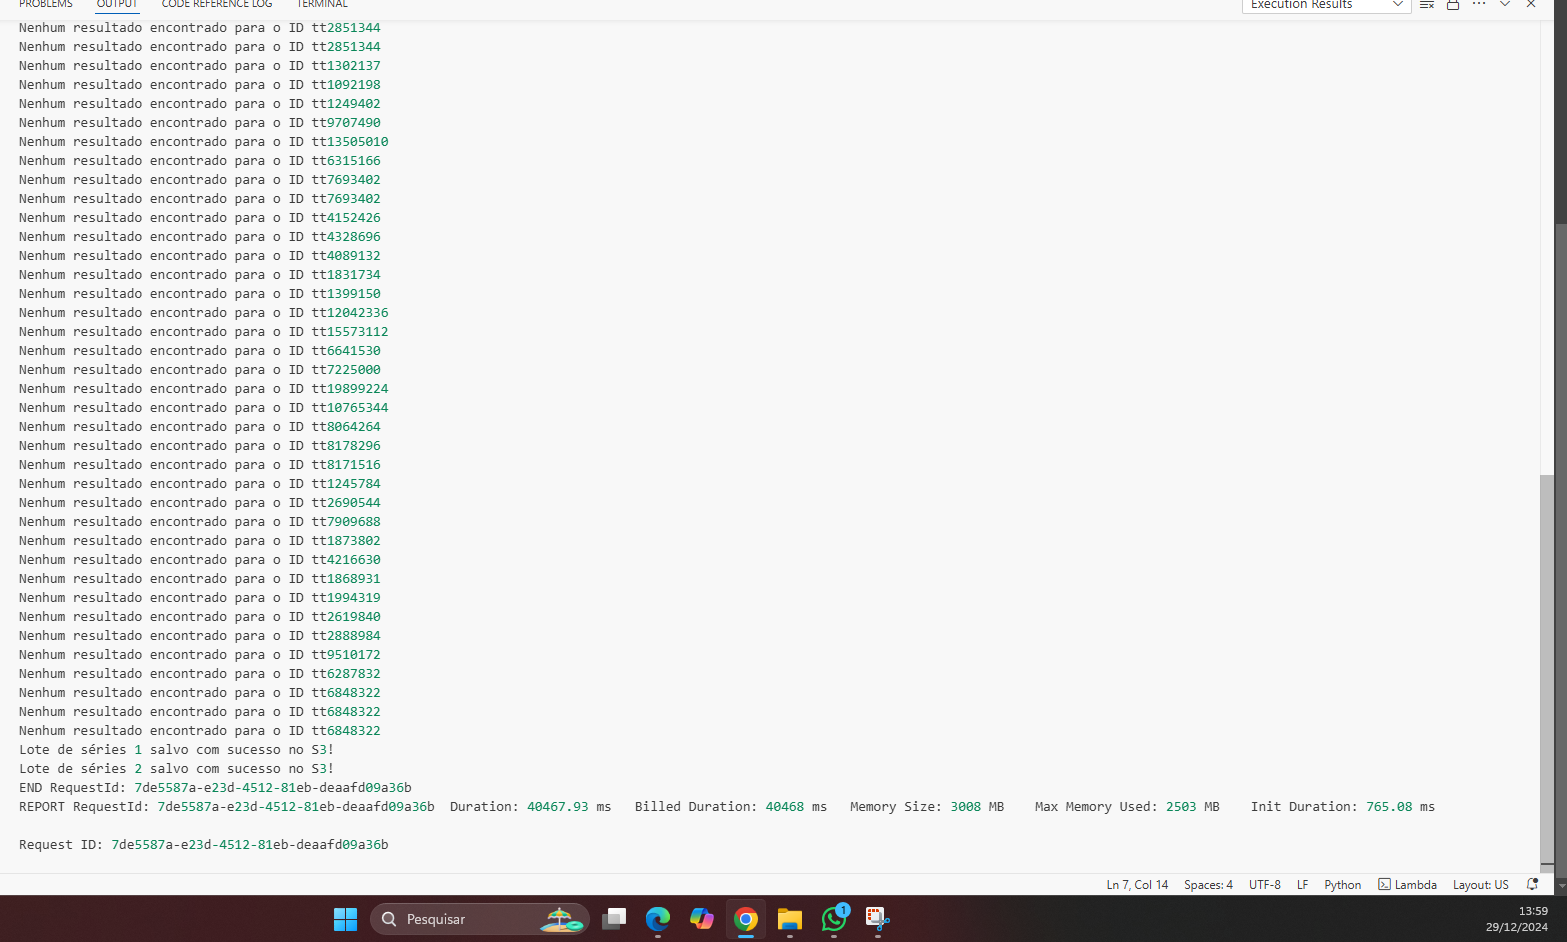 PROBLEMS OUTPUT CODE REFERENCE LOG TERMINAL Execution Results
Nenhum resultado encontrado para o ID tt2851344
Nenhum resultado encontrado para o ID tt2851344
Nenhum resultado encontrado para o ID tt1302137
Nenhum resultado encontrado para o ID tt1092198
Nenhum resultado encontrado para o ID tt1249402
Nenhum resultado encontrado para o ID tt9707490
Nenhum resultado encontrado para o ID tt13505010
Nenhum resultado encontrado para o ID tt6315166
Nenhum resultado encontrado para o ID tt7693402
Nenhum resultado encontrado para o ID tt7693402
Nenhum resultado encontrado para o ID tt4152426
Nenhum resultado encontrado para o ID tt4328696
Nenhum resultado encontrado para o ID tt4089132
Nenhum resultado encontrado para o ID tt1831734
Nenhum resultado encontrado para o ID tt1399150
Nenhum resultado encontrado para o ID tt12042336
Nenhum resultado encontrado para o ID tt15573112
Nenhum resultado encontrado para o ID tt6641530
Nenhum resultado encontrado para o ID tt7225000
Nenhum resultado encontrado para o ID tt19899224
Nenhum resultado encontrado para o ID tt10765344
Nenhum resultado encontrado para o ID tt8064264
Nenhum resultado encontrado para o ID tt8178296
Nenhum resultado encontrado para o ID tt8171516
Nenhum resultado encontrado para o ID tt1245784
Nenhum resultado encontrado para o ID tt2690544
Nenhum resultado encontrado para o ID tt7909688
Nenhum resultado encontrado para o ID tt1873802
Nenhum resultado encontrado para o ID tt4216630
Nenhum resultado encontrado para o ID tt1868931
Nenhum resultado encontrado para o ID tt1994319
Nenhum resultado encontrado para o ID tt2619840
Nenhum resultado encontrado para o ID tt2888984
Nenhum resultado encontrado para o ID tt9510172
Nenhum resultado encontrado para o ID tt6287832
Nenhum resultado encontrado para o ID tt6848322
Nenhum resultado encontrado para o ID tt6848322
Nenhum resultado encontrado para o ID tt6848322
Lote de séries 1 salvo com sucesso no S3!
Lote de séries 2 salvo com sucesso no S3!
END RequestId: 7de5587a-e23d-4512-81eb-deaafd09a36b
REPORT RequestId: 7de5587a-e23d-4512-81eb-deaafd09a36b Duration: 40467.93 ms Billed Duration: 40468 ms Memory Size: 3008 MB Max Memory Used: 2503 MB Init Duration: 765.08 ms
Request ID: 7de5587a-e23d-4512-81eb-deaafd09a36b
Ln 7, Col 14 Spaces: 4 UTF-8 LF Python Lambda Layout: US
Pesquisar 1 13:59
29/12/2024